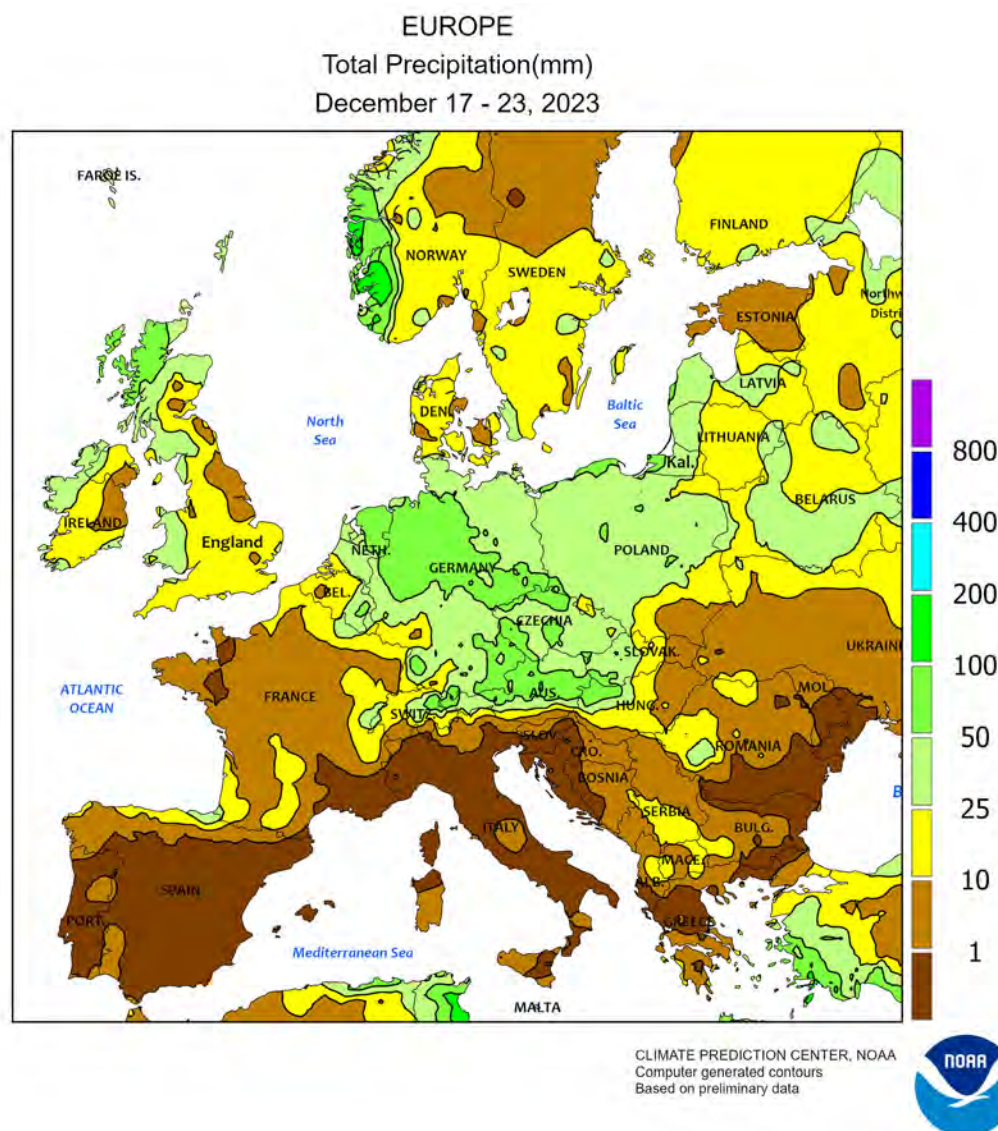 EUROPE
Total Precipitation(mm)
December 17 - 23, 2023
FAROE IS.
FINLAND
NORWAY
SWEDEN
Northw
Distri
ESTONIA
LATVIA
North
Sea
DEN.
Baltic
Sea
LITHUANIA
Kal.
BELARUS
IRELAND
England
NETH.
GERMANY
POLAND
BEL.
CZECHIA
SLOVAK.
UKRAIN
ATLANTIC
OCEAN
FRANCE
SWITZ.
AUS.
HUNG.
MOL.
SLOV.
CRO.
ROMANIA
BOSNIA
B
SERBIA
ITALY
BULG.
MACE.
ALB.
SPAIN
PORT.
GREECE
Mediterranean Sea
MALTA
800
400
200
100
50
25
10
1
CLIMATE PREDICTION CENTER, NOAA
Computer generated contours
Based on preliminary data
NOAA